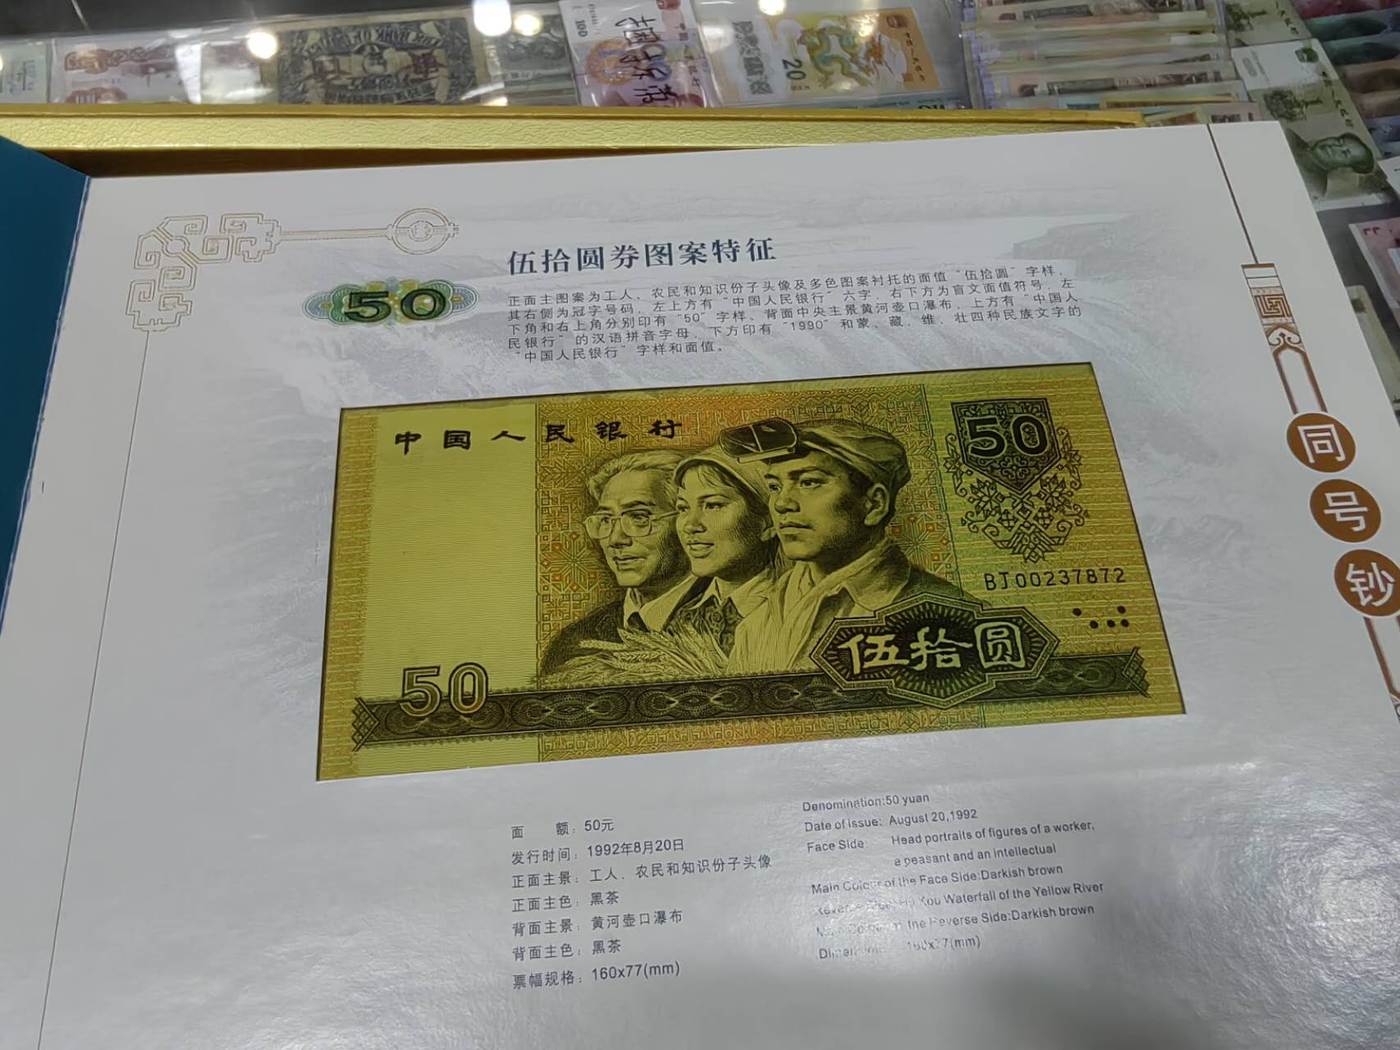 100
20
伍拾圆券图案特征
50
正面主图案为工人、农民和知识份子头像及多色图案衬托的面值“伍拾圆”字样，
其右侧为冠字号码，左上方有“中国人民银行”六字，右下方为盲文面值符号，左
下角和右上角分别印有“50”字样。背面中央主景黄河壶口瀑布，上方有“中国人
民银行”的汉语拼音字母，下方印有“1990”和蒙、藏、维、壮四种民族文字的
“中国人民银行”字样和面值。
中国人民银行
50
BJ00237872
伍拾圆
50
同号钞
面 额：50元
发行时间：1992年8月20日
正面主景：工人、农民和知识份子头像
正面主色：黑茶
背面主景：黄河壶口瀑布
背面主色：黑茶
票幅规格：160x77(mm)
Denomination:50 yuan
Date of issue: August 20,1992
Face Side: Head portraits of figures of a worker,
a peasant and an intellectual
Main Colour of the Face Side:Darkish brown
Kou Waterfall of the Yellow River
the Reverse Side:Darkish brown
(mm)